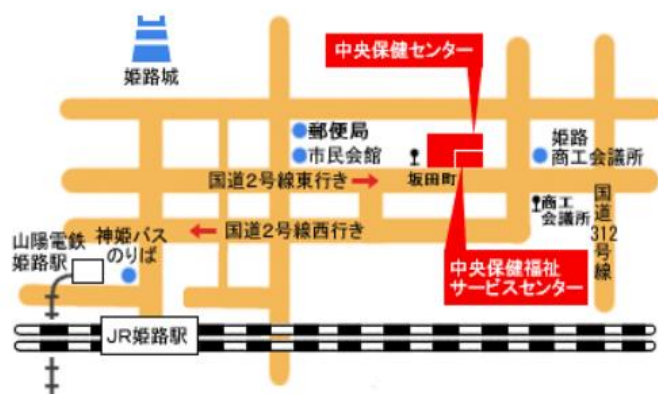 中央保健センター
姫路城
郵便局
市民会館
姫路
商工会議所
坂田町
国道2号線東行き
商工
会議所
国道312号線
国道2号線西行き
山陽電鉄
姫路駅
神姫バス
のりば
中央保健福祉
サービスセンター
JR姫路駅